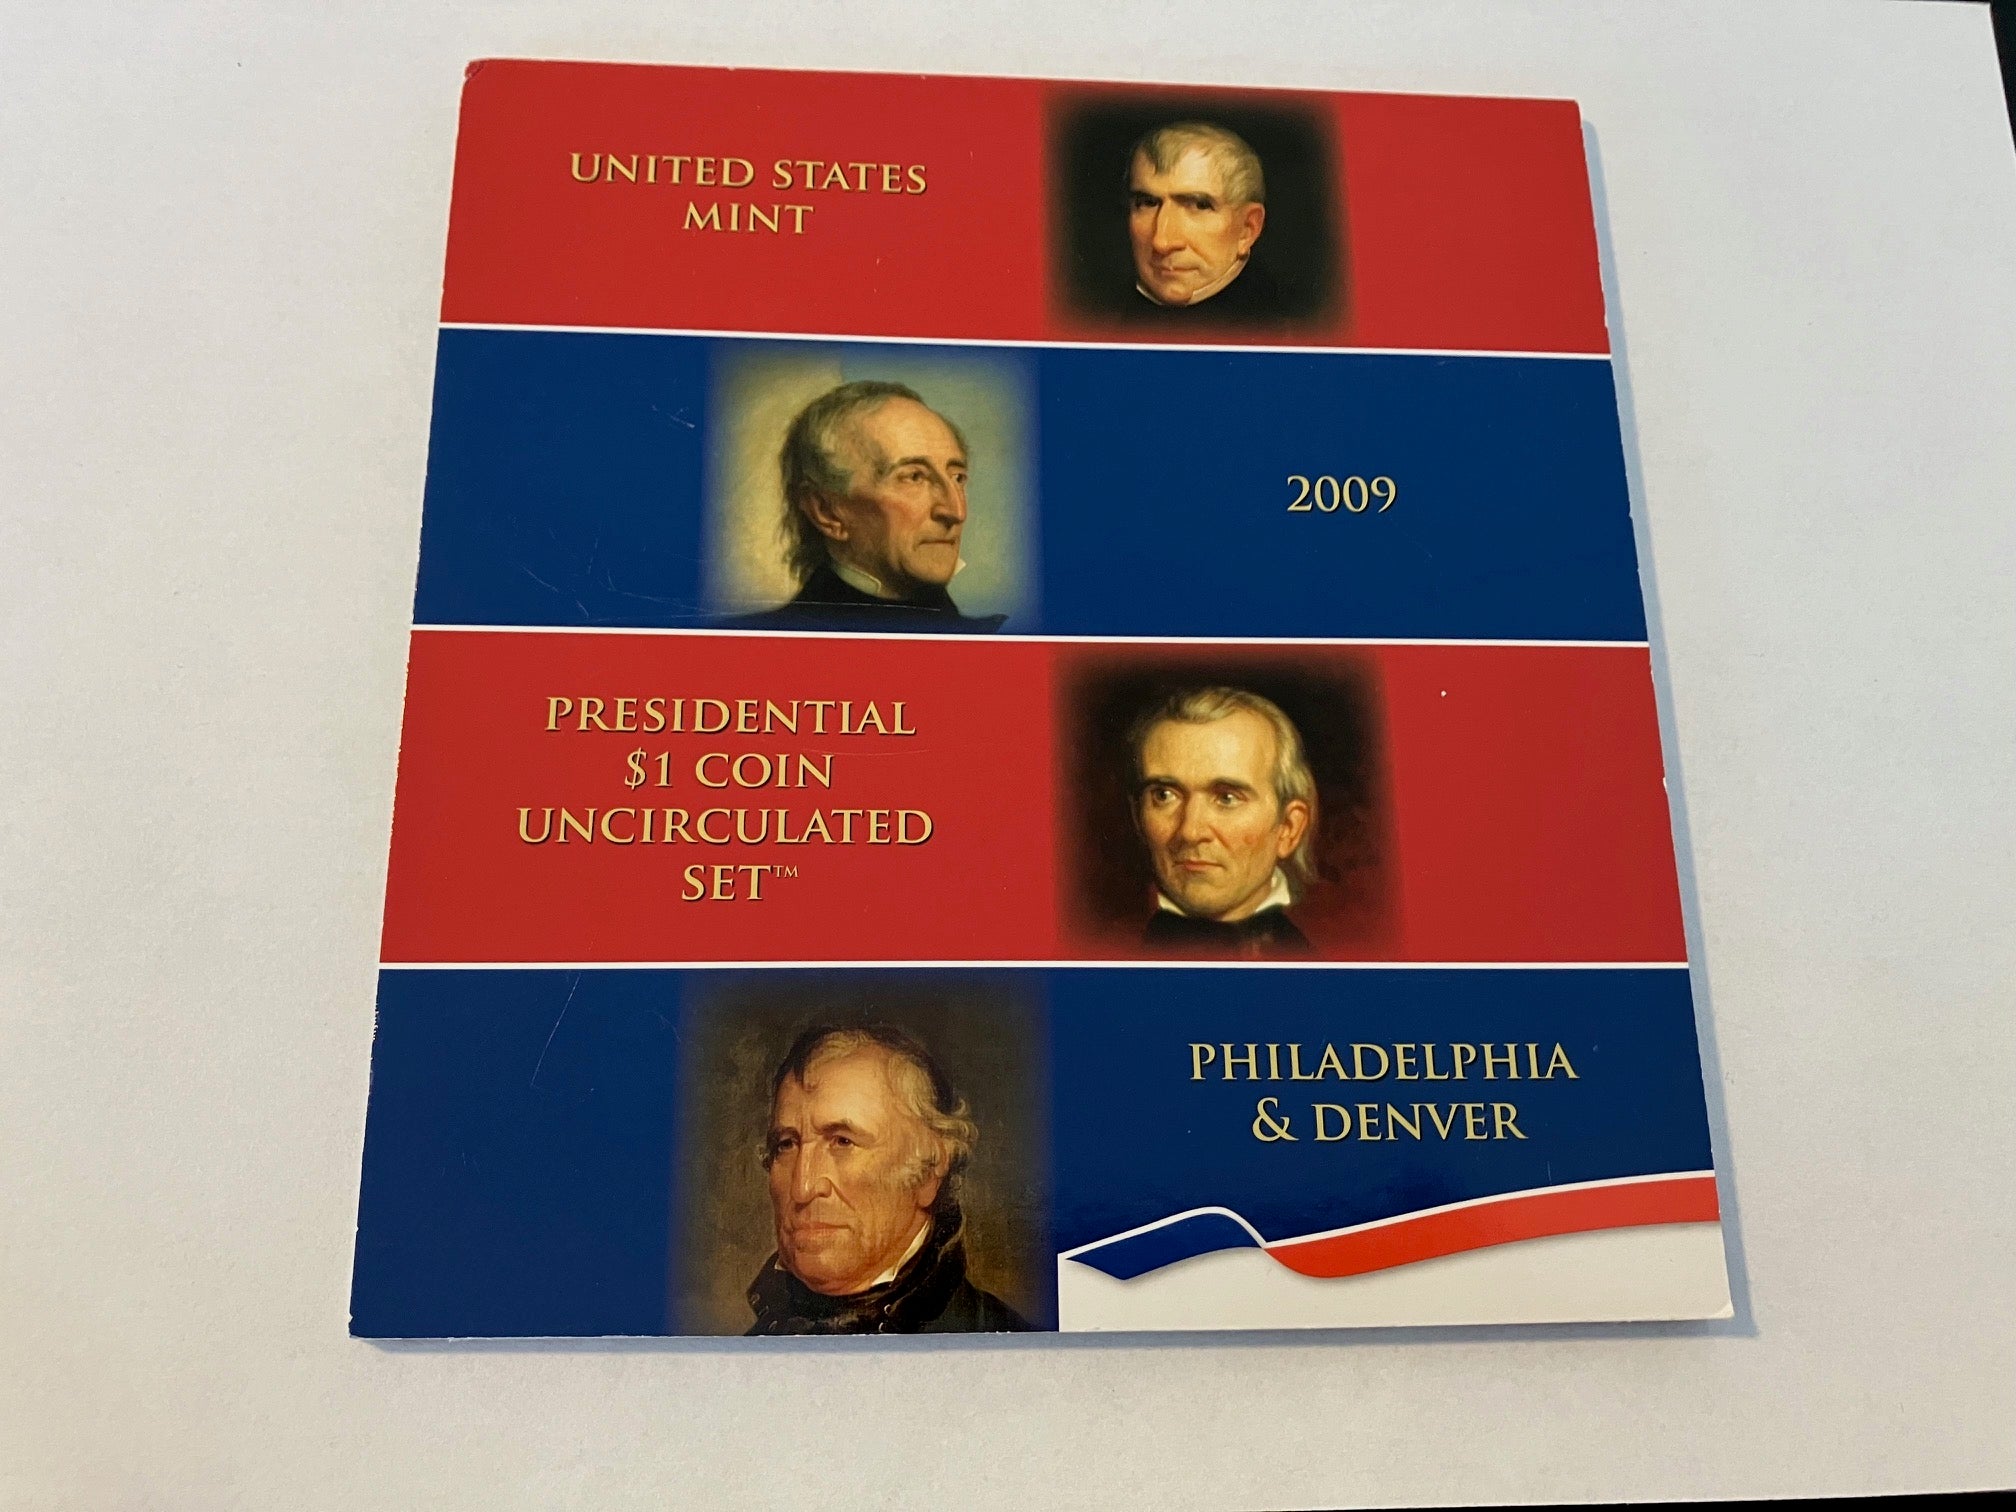 UNITED STATES
MINT
2009
PRESIDENTIAL
$1 COIN
UNCIRCULATED
SET™
PHILADELPHIA
& DENVER